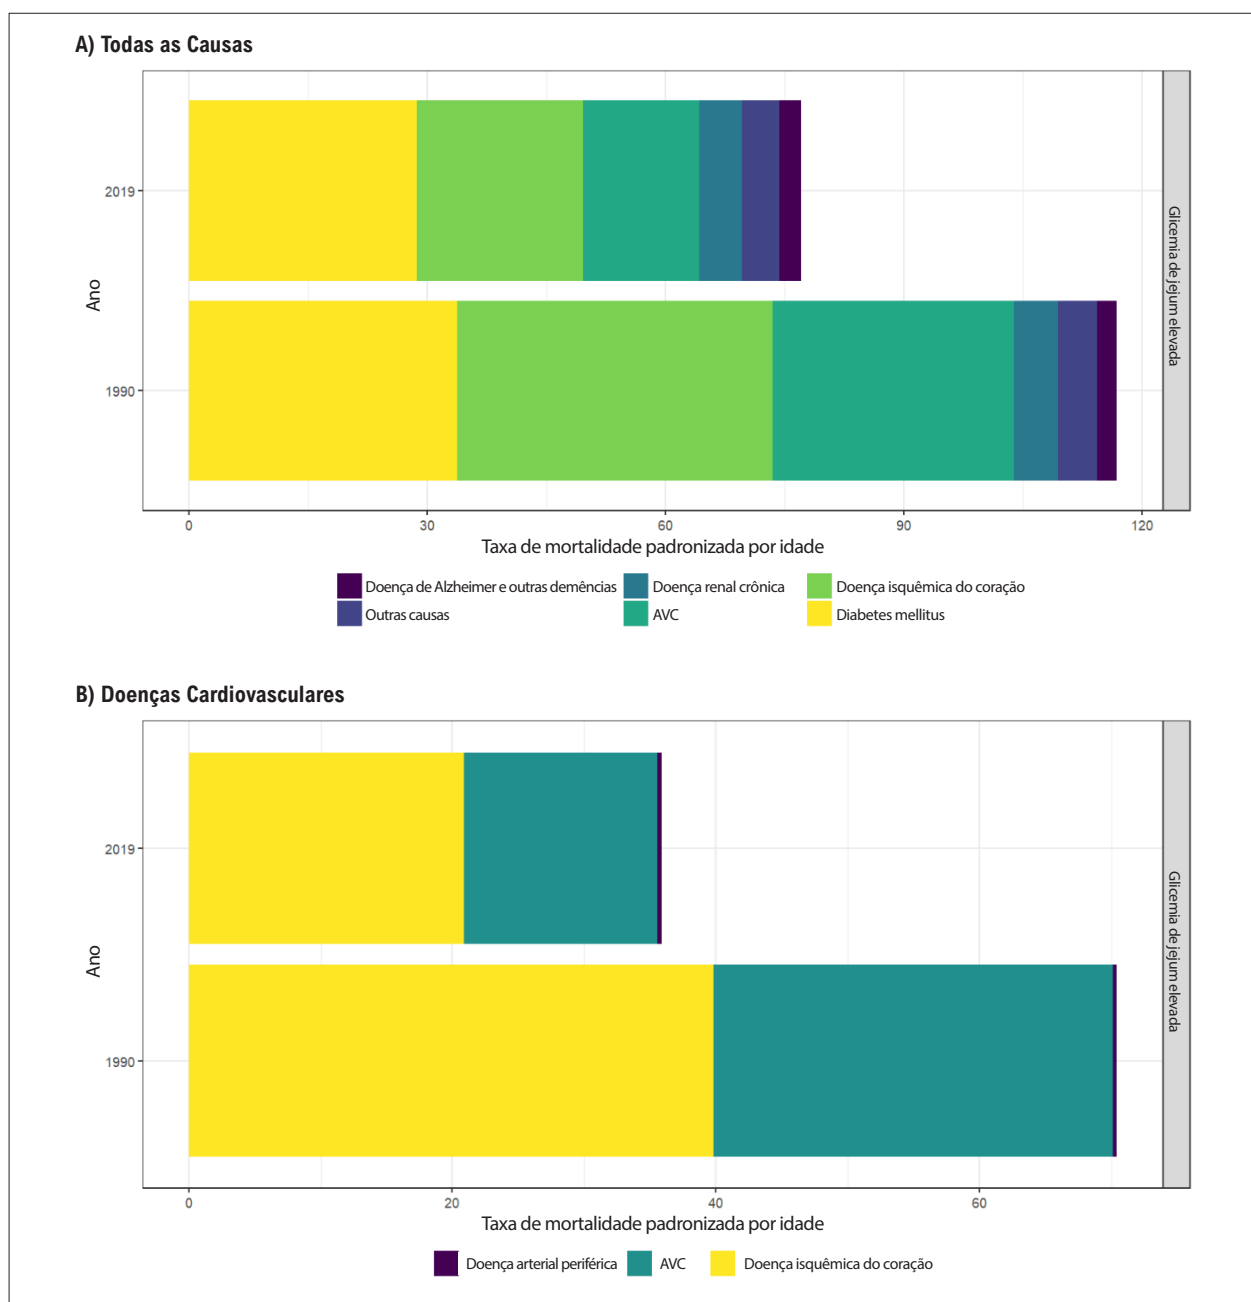 A) Todas as Causas
2019
Ano
1990
Glicemia de jejum elevada
0 30 60 90 120
Taxa de mortalidade padronizada por idade
Doença de Alzheimer e outras demências Doença renal crônica Doença isquêmica do coração
Outras causas AVC Diabetes mellitus
B) Doenças Cardiovasculares
2019
Ano
1990
Glicemia de jejum elevada
0 20 40 60
Taxa de mortalidade padronizada por idade
Doença arterial periférica AVC Doença isquêmica do coração